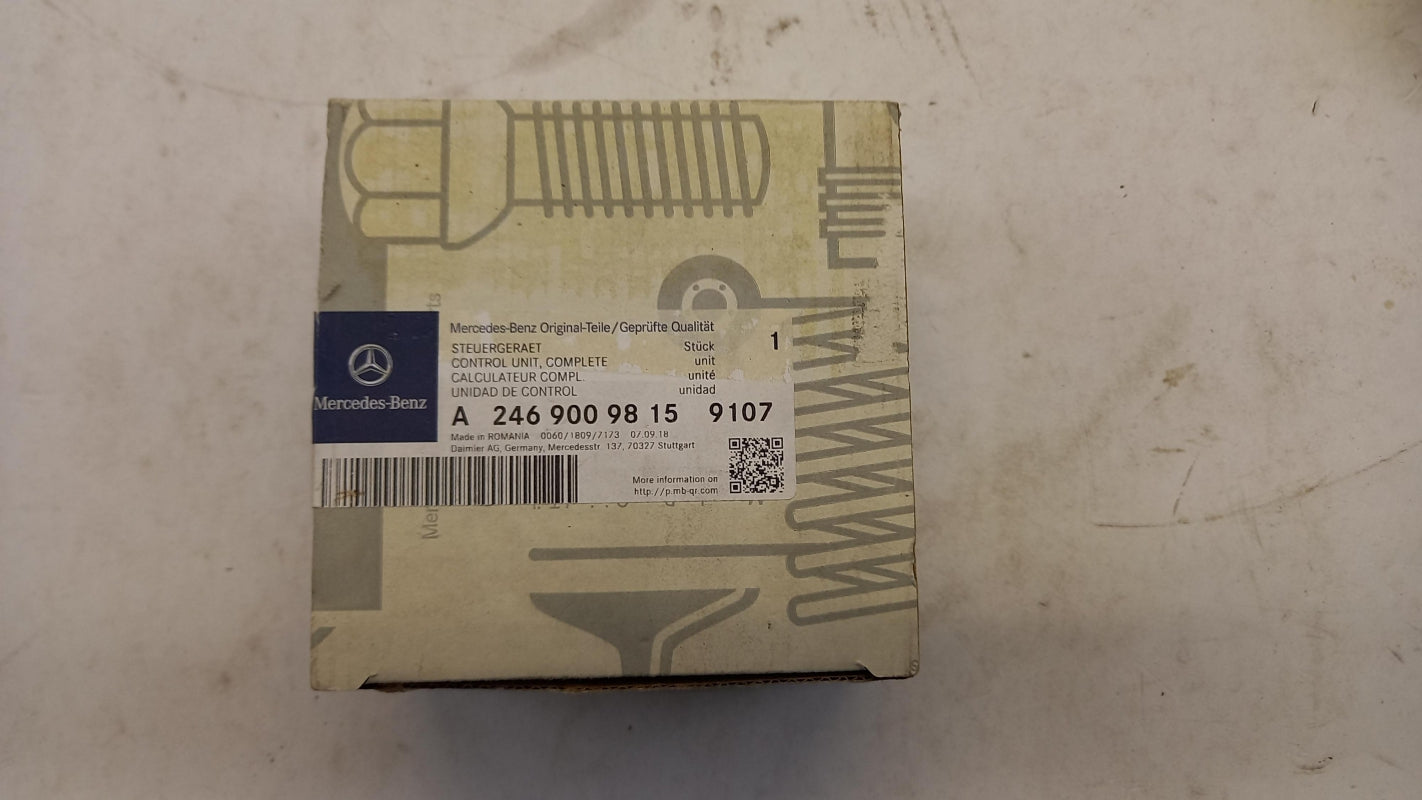 Mercedes-Benz Original-Teile/Geprüfte Qualität
STEUERGERAET Stück 1
CONTROL UNIT, COMPLETE unit
CALCULATEUR COMPL. unité
UNIDAD DE CONTROL unidad
Mercedes-Benz
A 246 900 98 15 9107
Made in ROMANIA 0060/1809/7173 07.09.18
Daimler AG, Germany, Mercedesstr. 137, 70327 Stuttgart
More information on
http://p.mb-qr.com